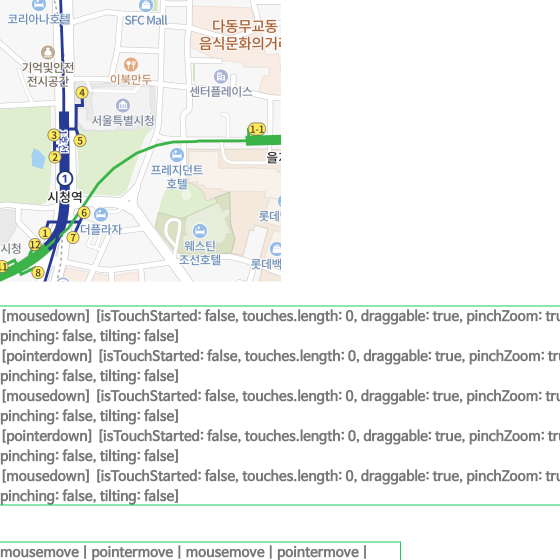 코리아나호텔
SFC Mall
다동무교동
음식문화의거리
기억및안전
전시공간
이북만두
센터플레이스
4
서울특별시청
1-1
3
5
1호선
2
을지
프레지던트
호텔
1
시청역
6
더플라자
롯데
1
7
웨스틴
조선호텔
시청
12
롯데백
11
8
[mousedown] [isTouchStarted: false, touches.length: 0, draggable: true, pinchZoom: tru
pinching: false, tilting: false]
[pointerdown] [isTouchStarted: false, touches.length: 0, draggable: true, pinchZoom: tr
pinching: false, tilting: false]
[mousedown] [isTouchStarted: false, touches.length: 0, draggable: true, pinchZoom: tru
pinching: false, tilting: false]
[pointerdown] [isTouchStarted: false, touches.length: 0, draggable: true, pinchZoom: tr
pinching: false, tilting: false]
[mousedown] [isTouchStarted: false, touches.length: 0, draggable: true, pinchZoom: tru
pinching: false, tilting: false]
mousemove | pointermove | mousemove | pointermove |